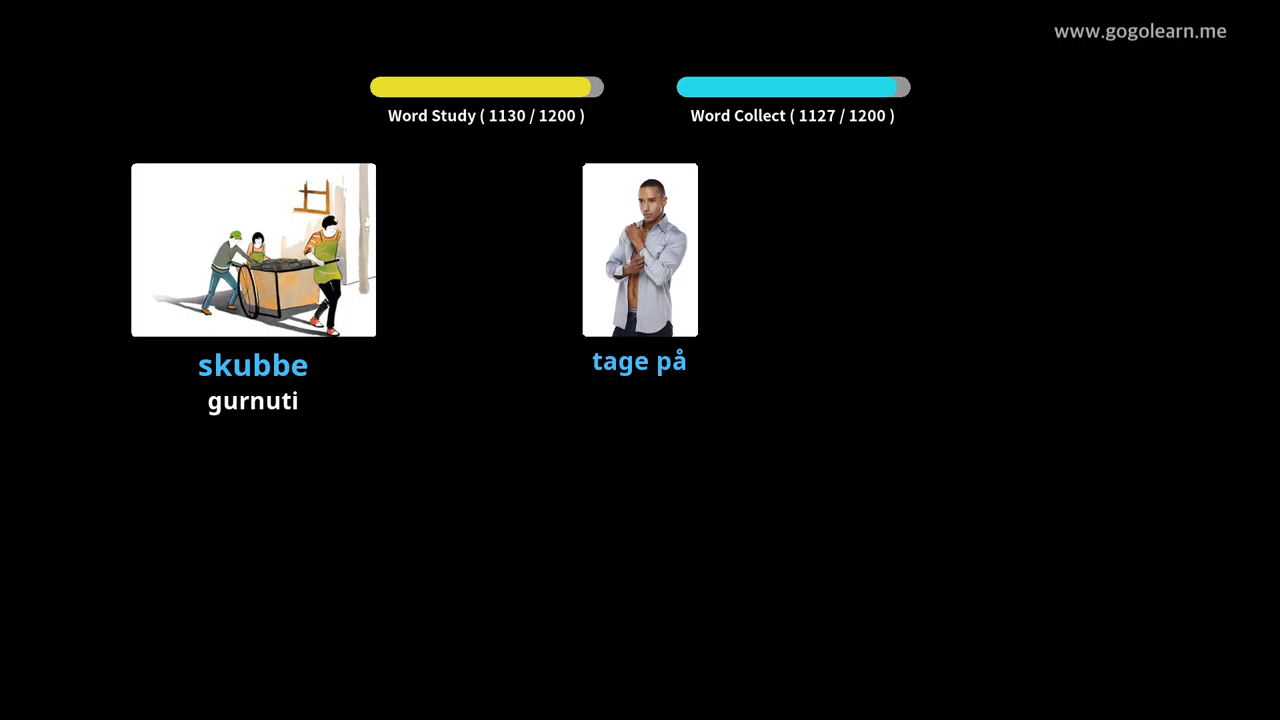 www.gogolearn.me
Word Study ( 1130 / 1200 )
Word Collect ( 1127 / 1200 )
skubbe
gurnuti
tage på